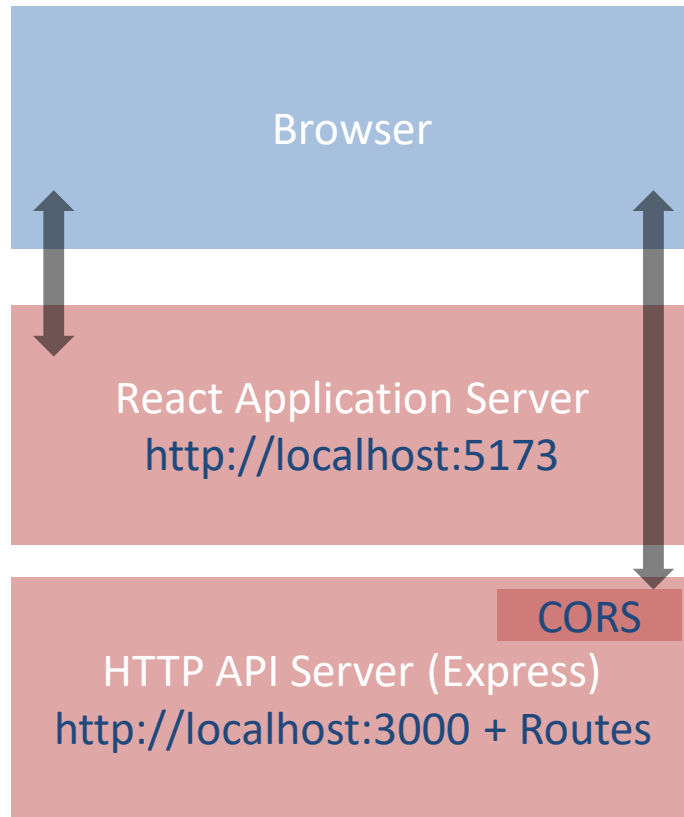 Browser
React Application Server
http://localhost:5173
CORS
HTTP API Server (Express)
http://localhost:3000 + Routes